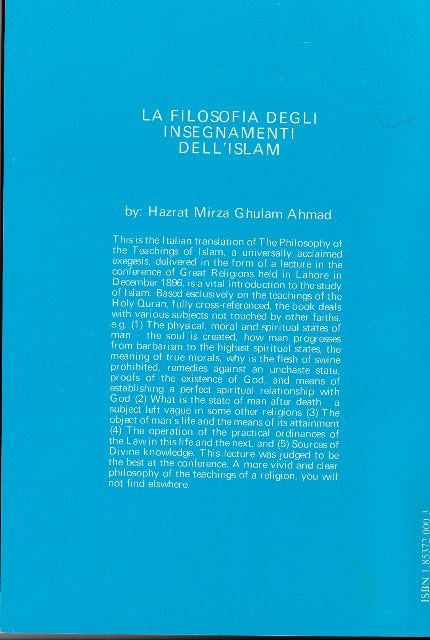 LA FILOSOFIA DEGLI
INSEGNAMENTI
DELL'ISLAM
by: Hazrat Mirza Ghulam Ahmad
This is the Italian translation of The Philosophy of
the Teachings of Islam, a universally acclaimed
exegesis, delivered in the form of a lecture in the
conference of Great Religions held in Lahore in
December 1896, is a vital introduction to the study
of Islam. Based esclusively on the teachings of the
Holy Quran, fully cross-referenced, the book deals
with various subjects not touched by other faiths,
e.g. (1) The physical, moral and spiritual states of
man - the soul is created, how man progresses
from barbarism to the highest spiritual states, the
meaning of true morals, why is the flesh of swine
prohibited, remedies against an unchaste state,
proofs of the existence of God, and means of
establishing a perfect spiritual relationship with
God (2) What is the state of man after death - a
subject left vague in some other religions (3) The
object of man's life and the means of its attainment
(4) The operation of the practical ordinances of
the Law in this life and the next, and (5) Sources of
Divine knowledge. This lecture was judged to be
the best at the conference. A more vivid and clear
philosophy of the teachings of a religion, you will
not find elswhere.
ISBN 1 85372 000 3